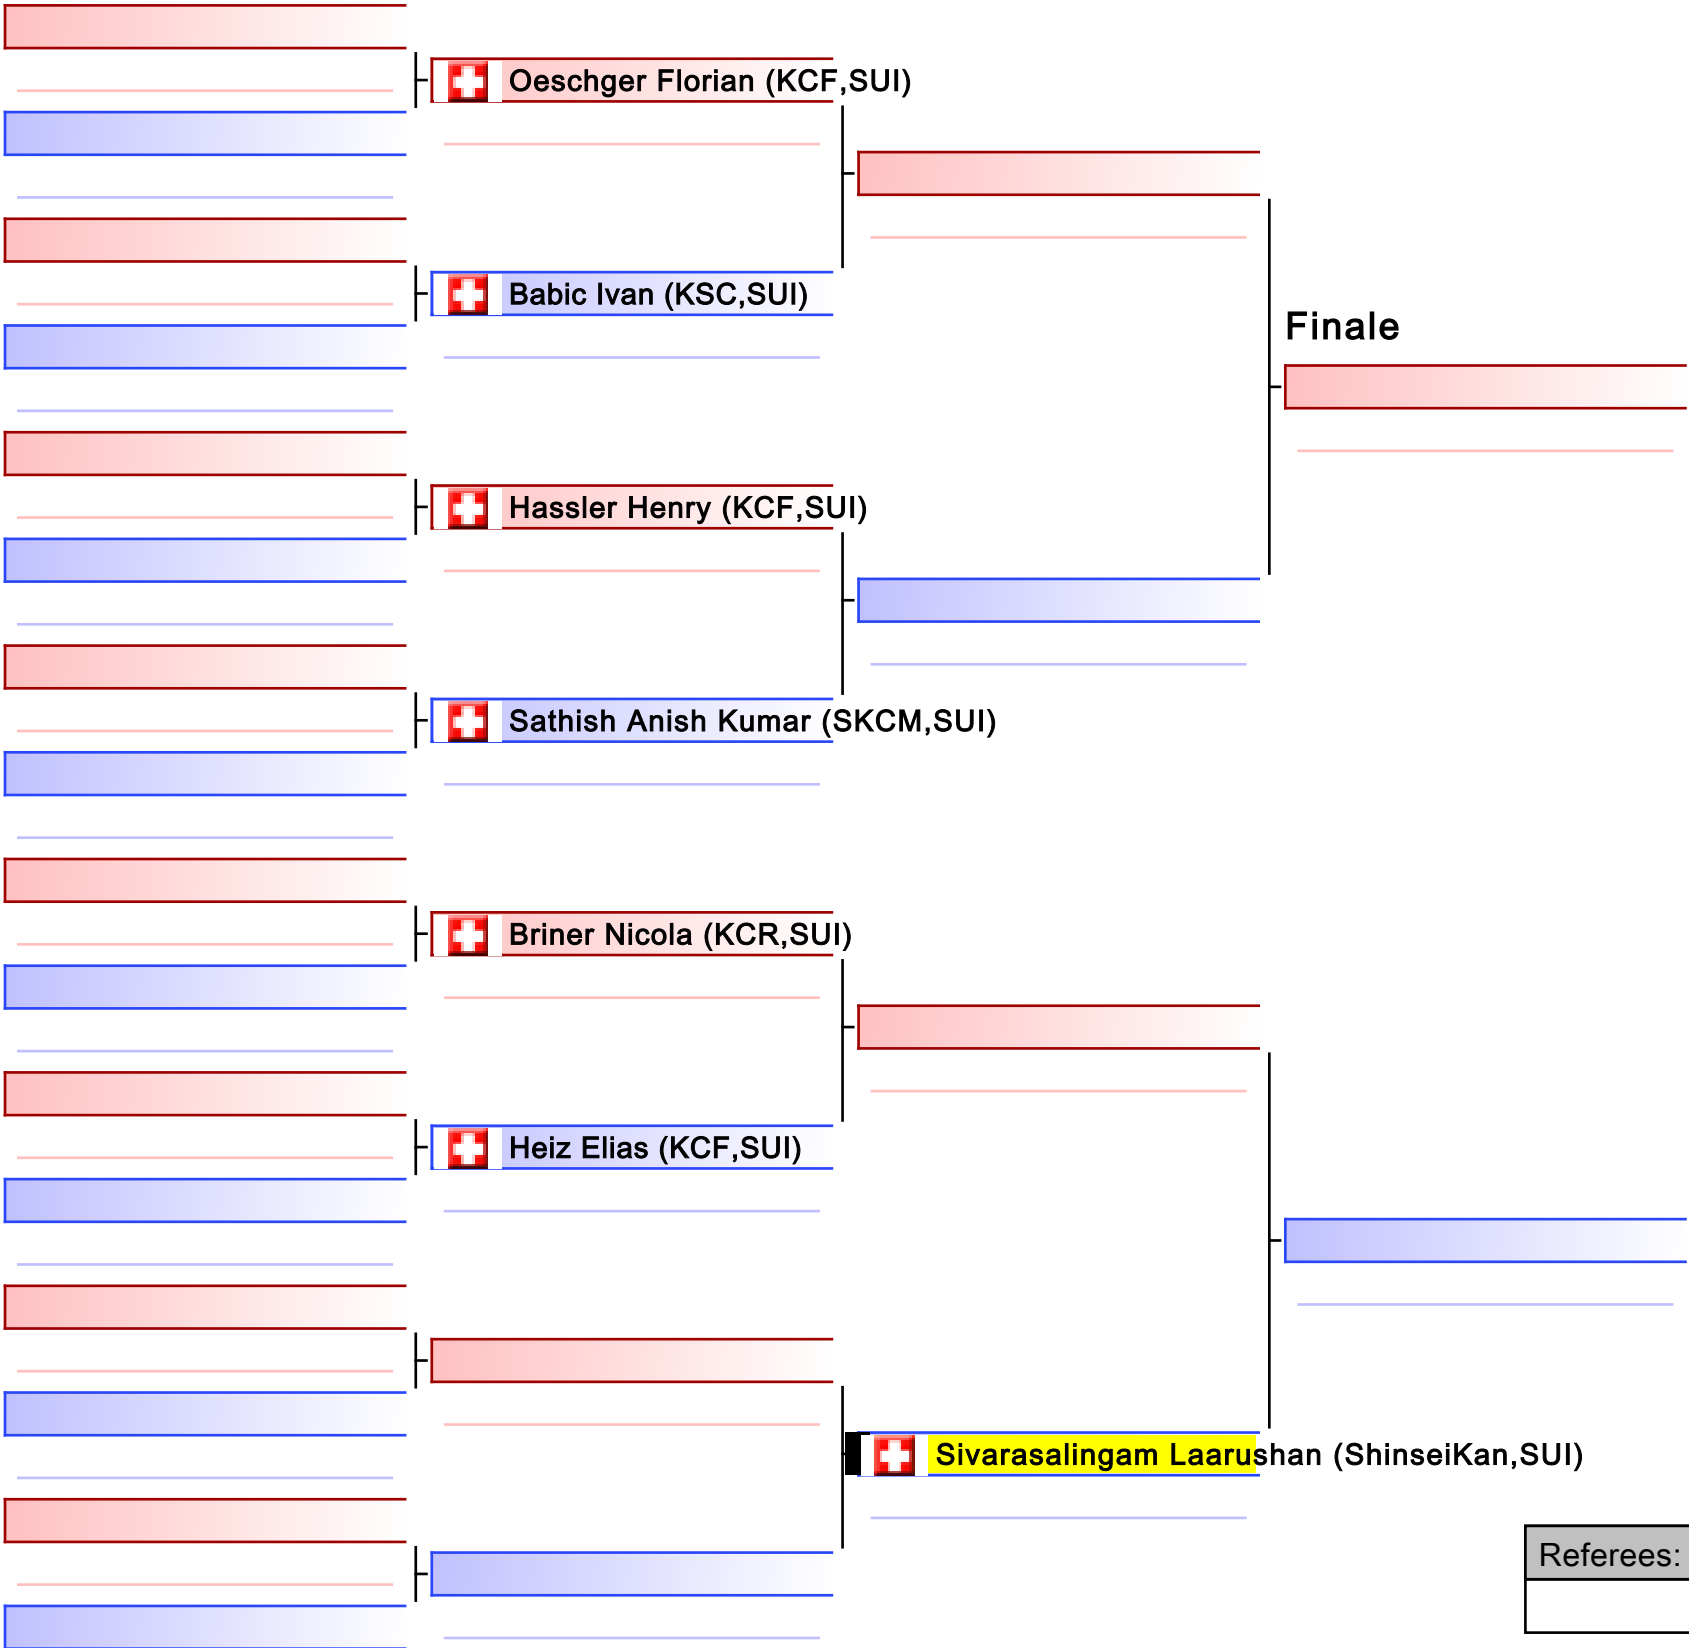 Oeschger Florian (KCF,SUI)
Babic Ivan (KSC,SUI)
Finale
Hassler Henry (KCF,SUI)
Sathish Anish Kumar (SKCM,SUI)
Briner Nicola (KCR,SUI)
Heiz Elias (KCF,SUI)
Sivarasalingam Laarushan (ShinseiKan,SUI)
Referees: